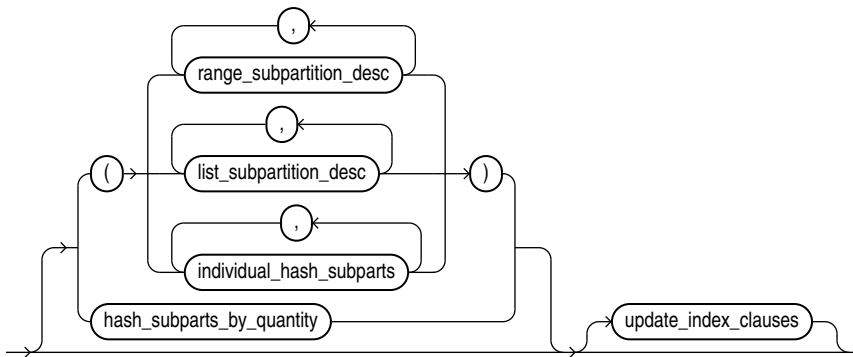 ,
range_subpartition_desc
,
( list_subpartition_desc )
,
individual_hash_subparts
hash_subparts_by_quantity update_index_clauses